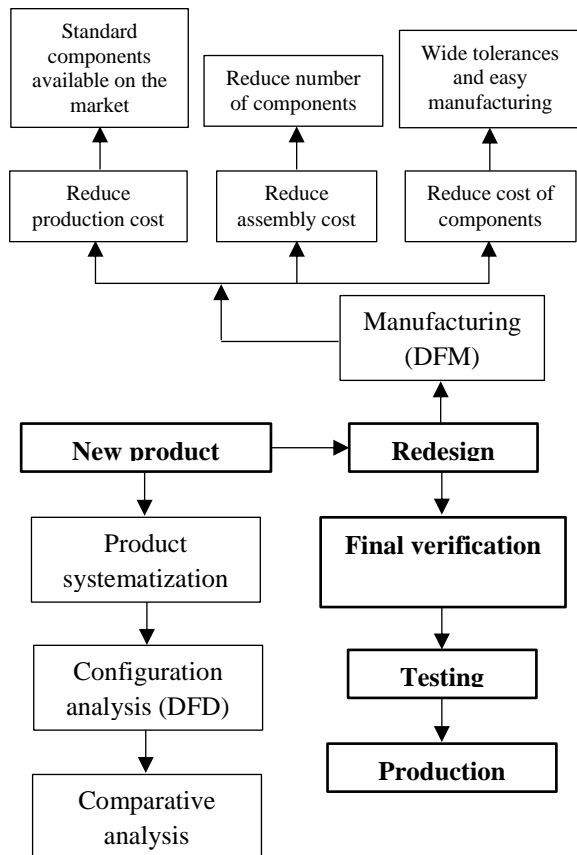 Standard
components
available on the
market
Reduce number
of components
Wide tolerances
and easy
manufacturing
Reduce
production cost
Reduce
assembly cost
Reduce cost of
components
Manufacturing
(DFM)
New product
Redesign
Product
systematization
Final verification
Configuration
analysis (DFD)
Testing
Comparative
analysis
Production